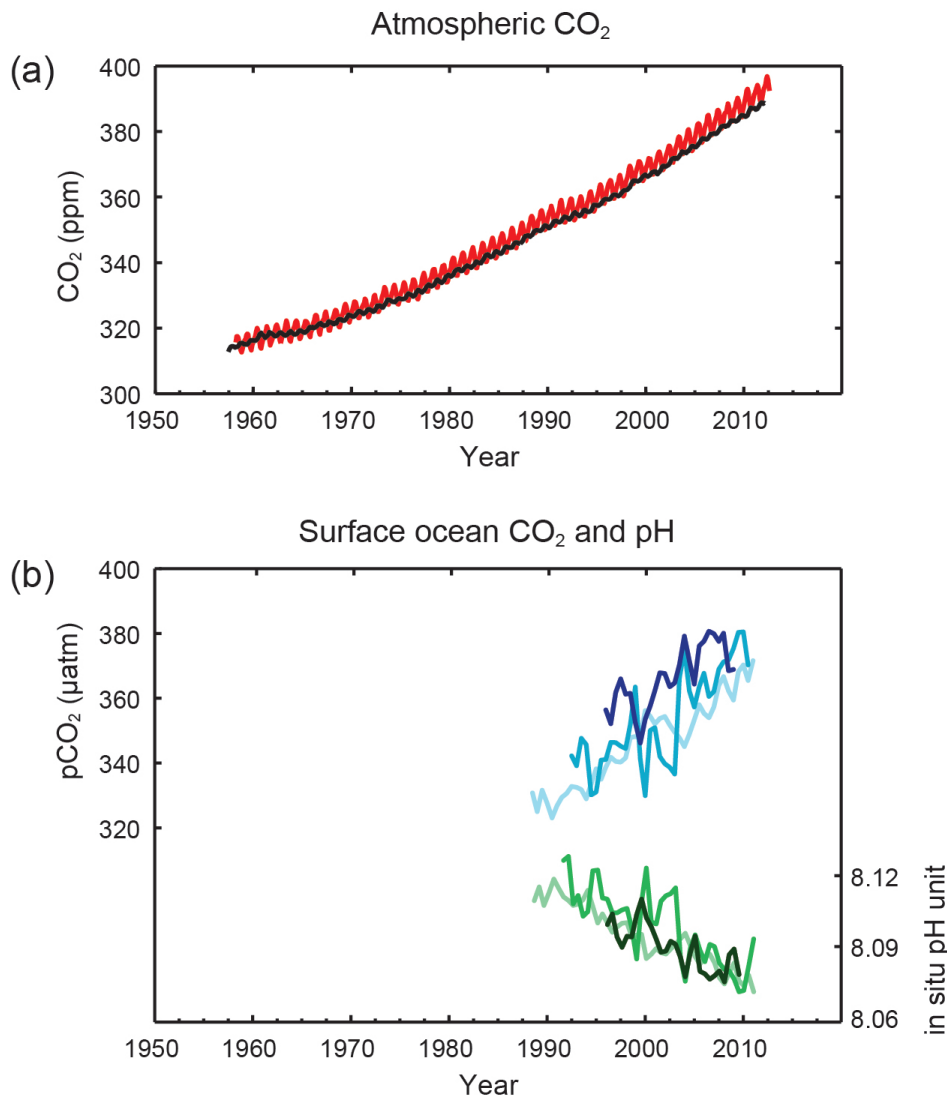 Atmospheric CO₂
(a)
400
380
360
340
320
300
CO₂ (ppm)
1950 1960 1970 1980 1990 2000 2010
Year
Surface ocean CO₂ and pH
(b)
400
380
360
340
320
pCO₂ (µatm)
8.12
8.09
8.06
in situ pH unit
1950 1960 1970 1980 1990 2000 2010
Year